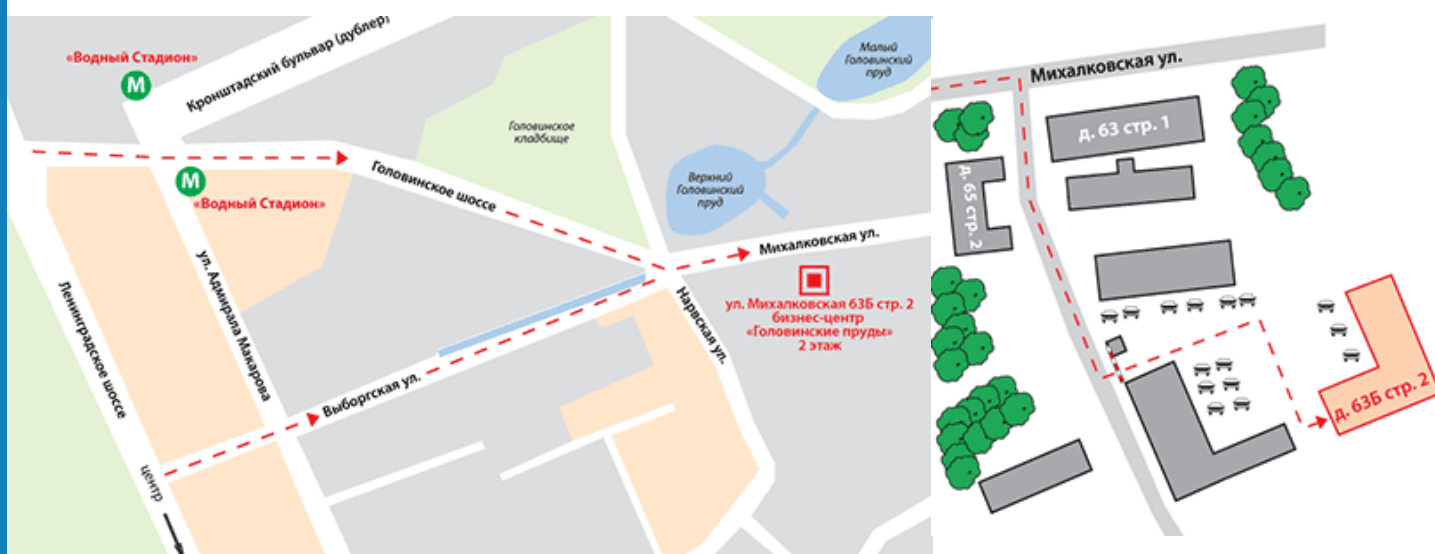 «Водный Стадион»
М
Кронштадский бульвар (дублер)
Малый
Головинский
пруд
Головинское
кладбище
Верхний
Головинский
пруд
М
«Водный Стадион»
Головинское шоссе
Михалковская ул.
ул. Михалковская 63Б стр. 2
бизнес-центр
«Головинские пруды»
2 этаж
Ленинградское шоссе
ул. Адмирала Макарова
Нарвская ул.
Выборгская ул.
центр
Михалковская ул.
д. 63 стр. 1
д. 65 стр. 2
д. 63Б стр. 2